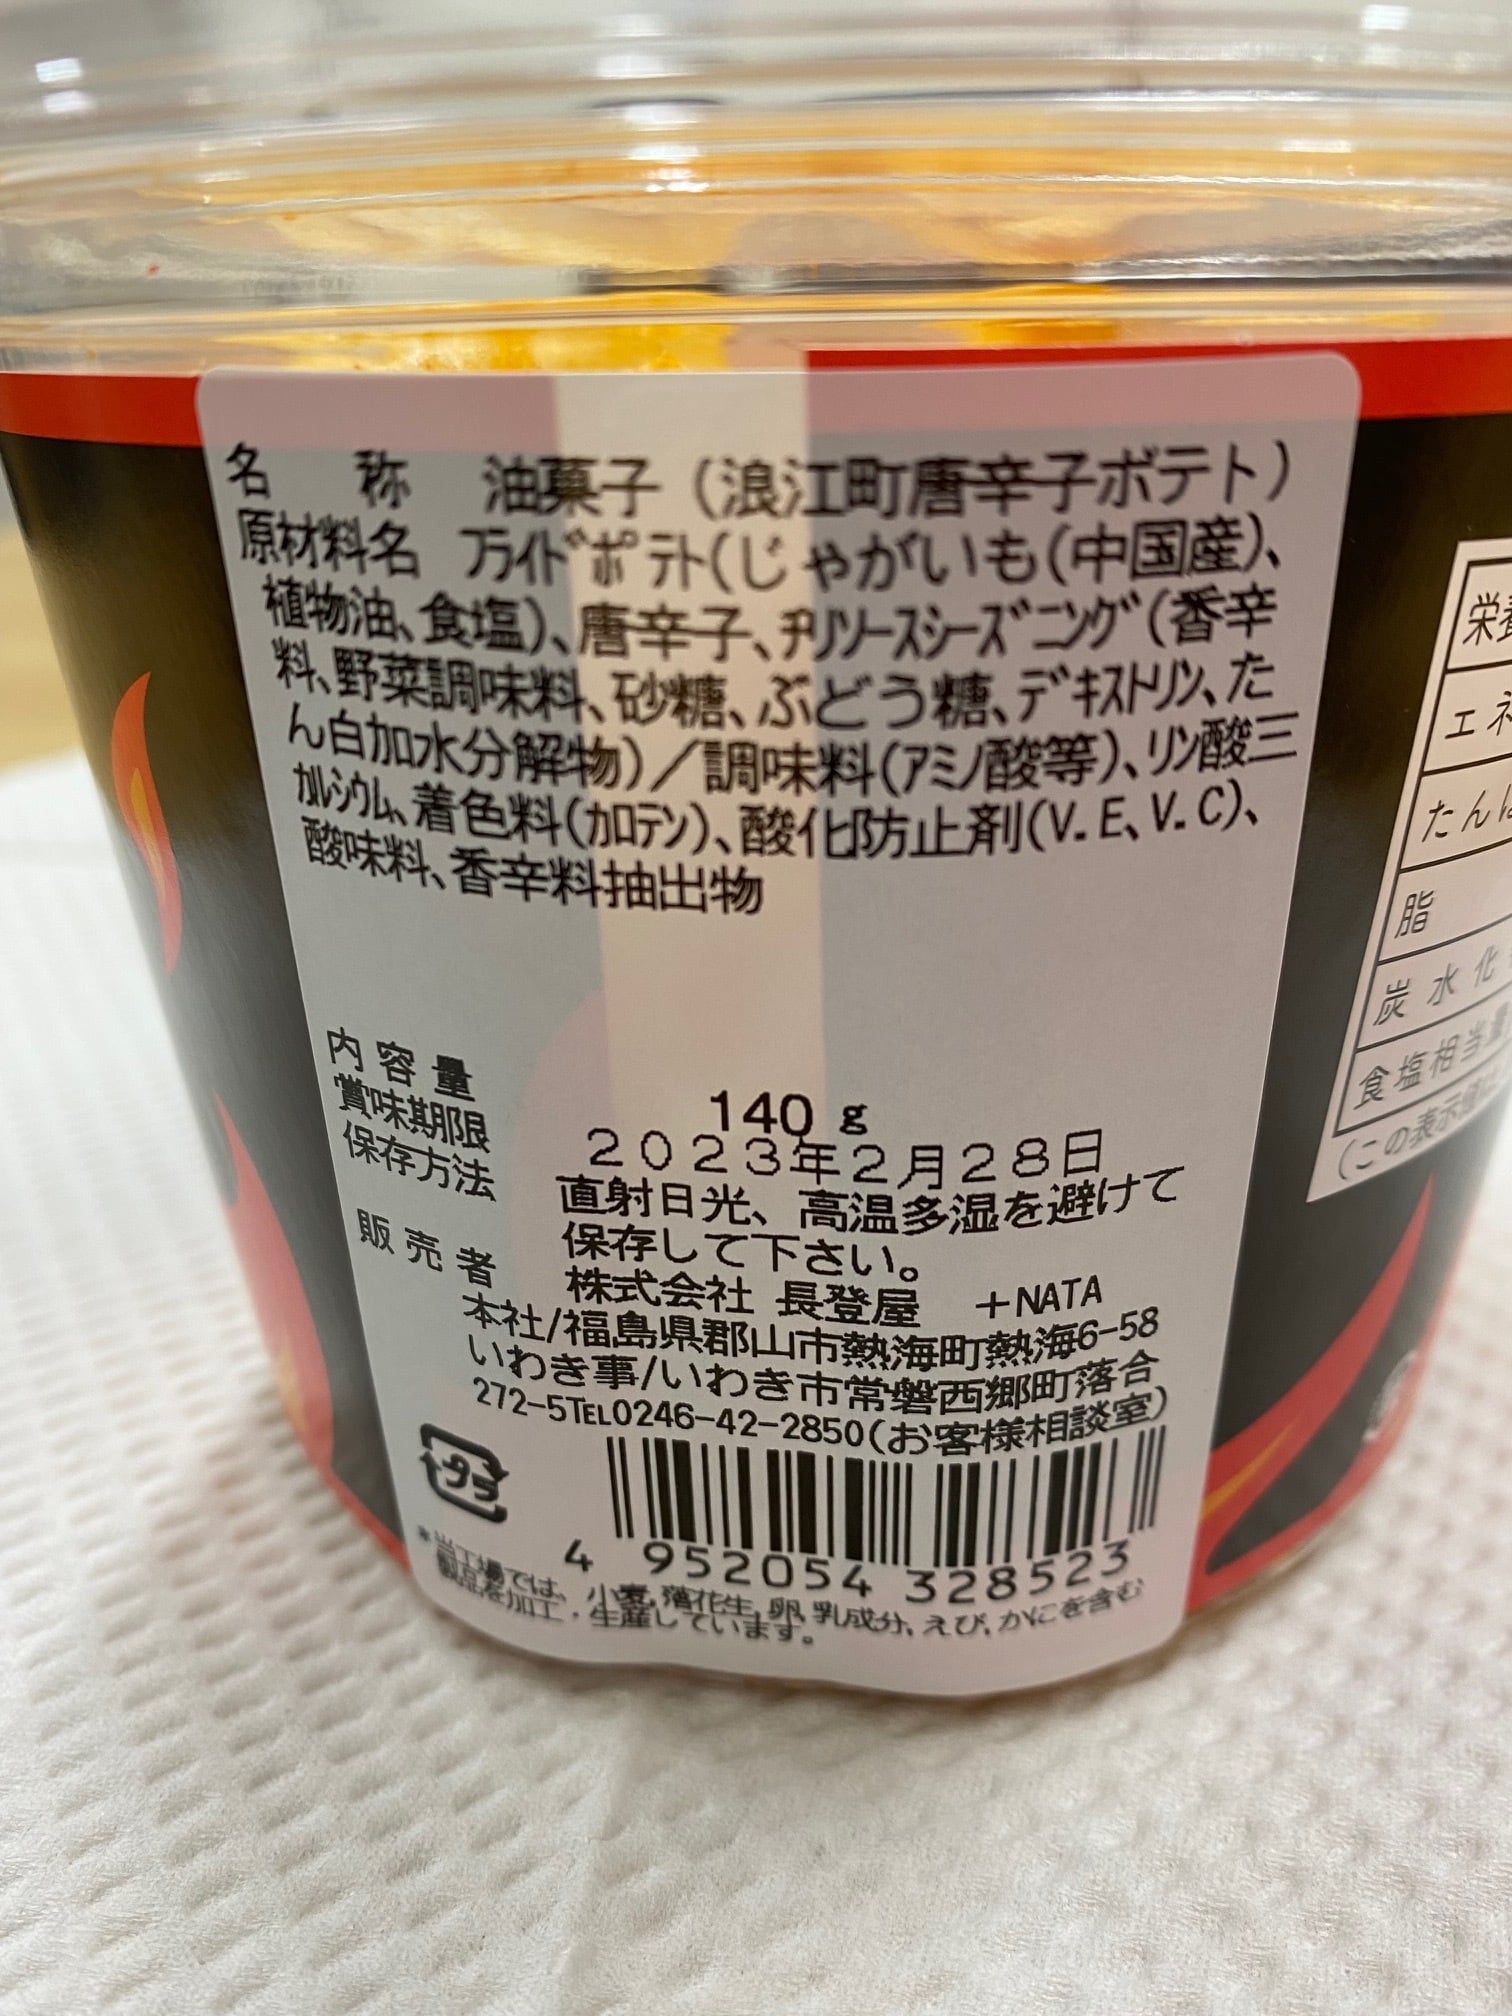 名　称　油菓子（浪江町唐辛子ポテト）
原材料名　フライドポテト(じゃがいも(中国産)、
植物油、食塩)、唐辛子、チリソースシーズニング(香辛
料、野菜調味料、砂糖、ぶどう糖、デキストリン、た
ん白加水分解物)／調味料(アミノ酸等)、リン酸三
カルシウム、着色料(カロテン)、酸化防止剤(V.E、V.C)、
酸味料、香辛料抽出物
内容量　140g
賞味期限　2023年2月28日
保存方法　直射日光、高温多湿を避けて
保存して下さい。
販売者　株式会社 長登屋　＋NATA
本社/福島県郡山市熱海町熱海6-58
いわき事/いわき市常磐西郷町落合
272-5TEL0246-42-2850(お客様相談室)
プラ
4 952054 328523
*当工場では、小麦,落花生,卵,乳成分,えび,かにを含む
製品を加工・生産しています。
栄養
エネ
たんぱ
脂
炭水化
食塩相当量
(この表示値は